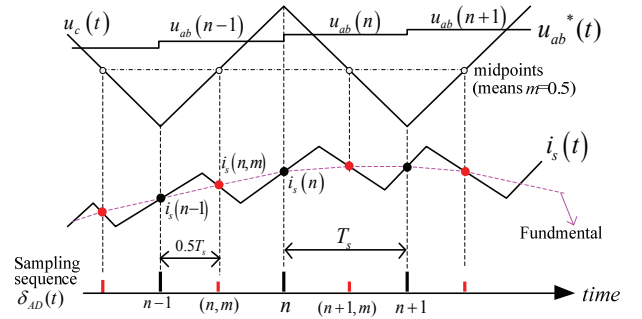 u_c(t)
u_ab(n−1)
u_ab(n)
u_ab(n+1)
u_ab*(t)
midpoints
(means m=0.5)
i_s(t)
i_s(n,m)
i_s(n−1)
i_s(n)
0.5T_s
T_s
Fundmental
Sampling
sequence
δ_AD(t)
n−1
(n,m)
n
(n+1,m)
n+1
time